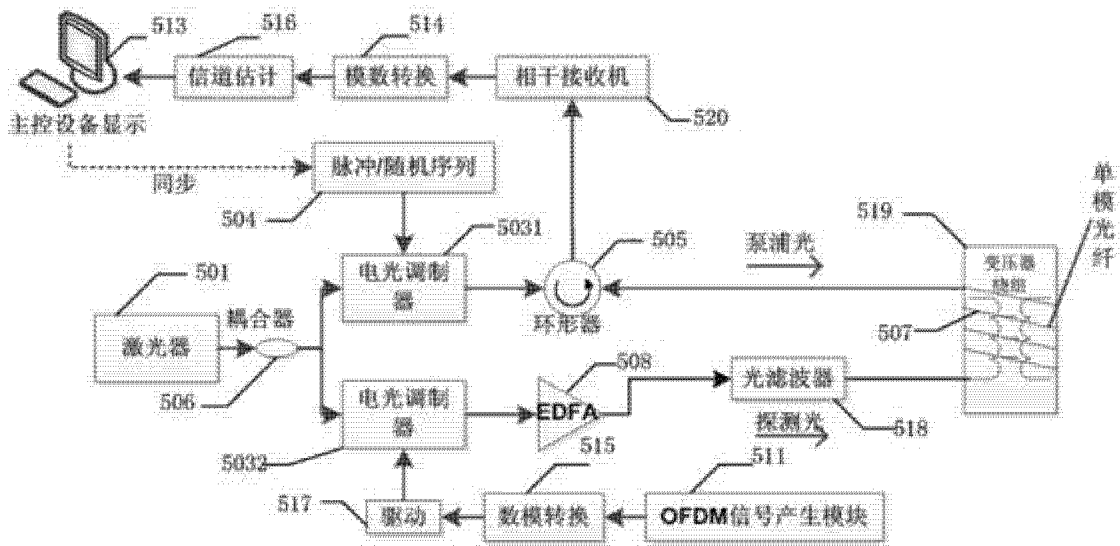 513
516
514
信道估计
模数转换
相干接收机
520
主控设备显示
同步
脉冲/随机序列
504
5031
505
519
单模光纤
泵浦光
变压器
绕组
501
电光调制
器
耦合器
激光器
环形器
507
506
508
电光调制
器
EDFA
光滤波器
探测光
518
5032
515
511
517
驱动
数模转换
OFDM信号产生模块